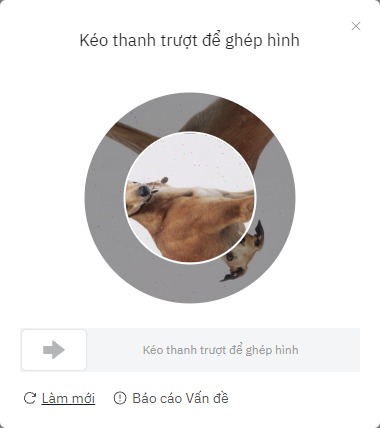 Kéo thanh trượt để ghép hình
Kéo thanh trượt để ghép hình
Làm mới
Báo cáo Vấn đề